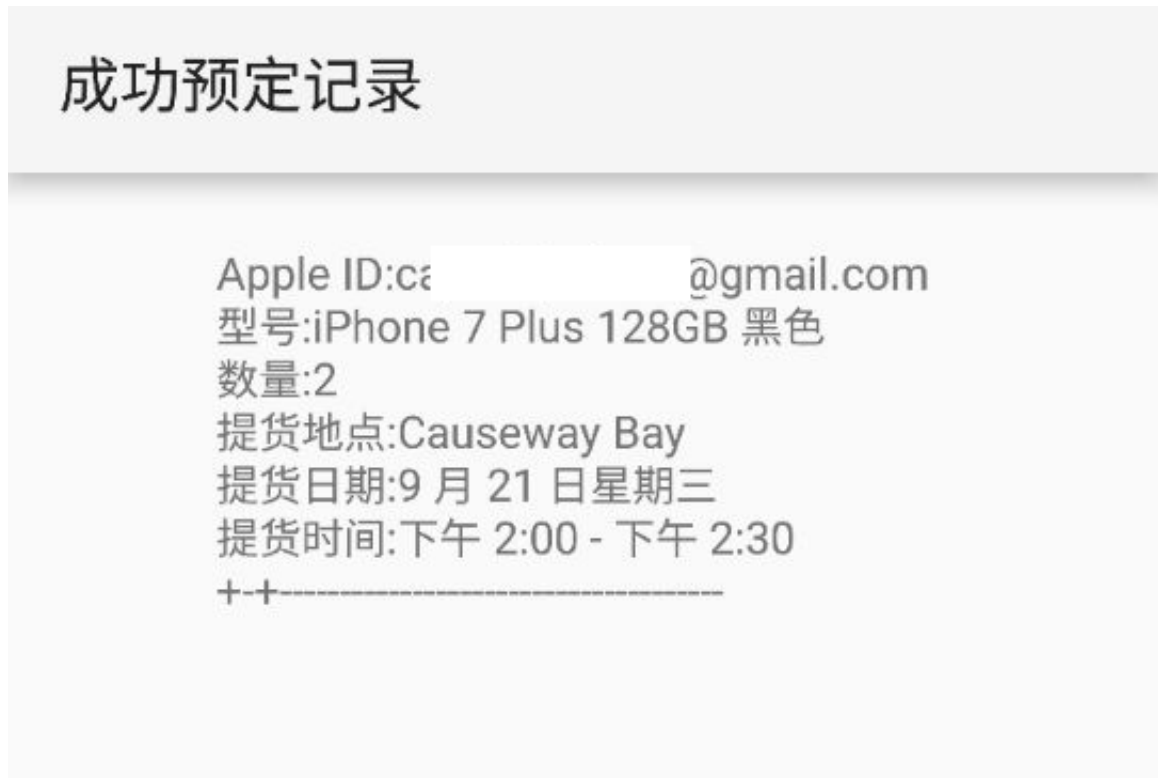 成功预定记录
Apple ID:ca @gmail.com
型号:iPhone 7 Plus 128GB 黑色
数量:2
提货地点:Causeway Bay
提货日期:9 月 21 日星期三
提货时间:下午 2:00 - 下午 2:30
+-+-------------------------------------